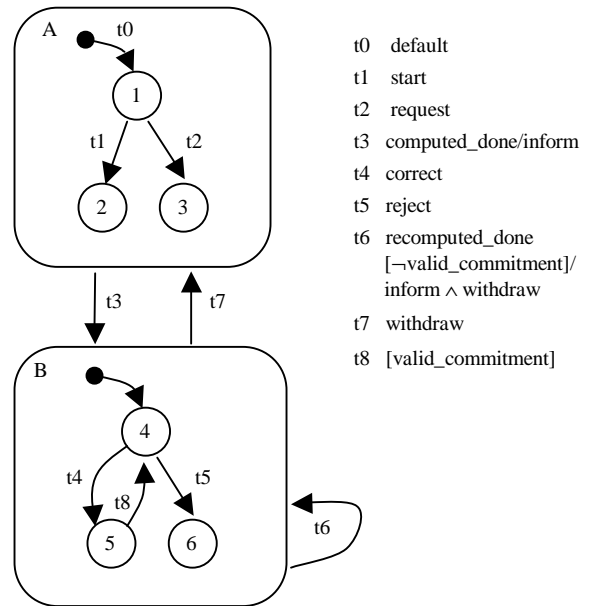 A
t0
1
t1
t2
2
3
t3
t7
B
4
t4
t8
t5
5
6
t6
t0 default
t1 start
t2 request
t3 computed_done/inform
t4 correct
t5 reject
t6 recomputed_done
[¬valid_commitment]/
inform ∧ withdraw
t7 withdraw
t8 [valid_commitment]